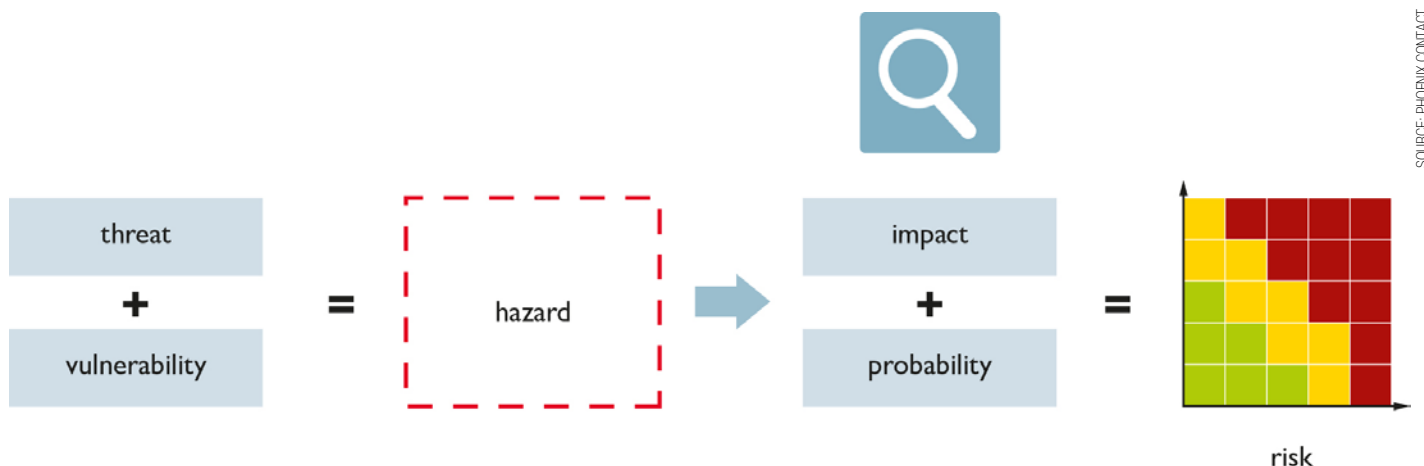 SOURCE: PHOENIX CONTACT
threat
+
vulnerability
=
hazard
impact
+
probability
=
risk